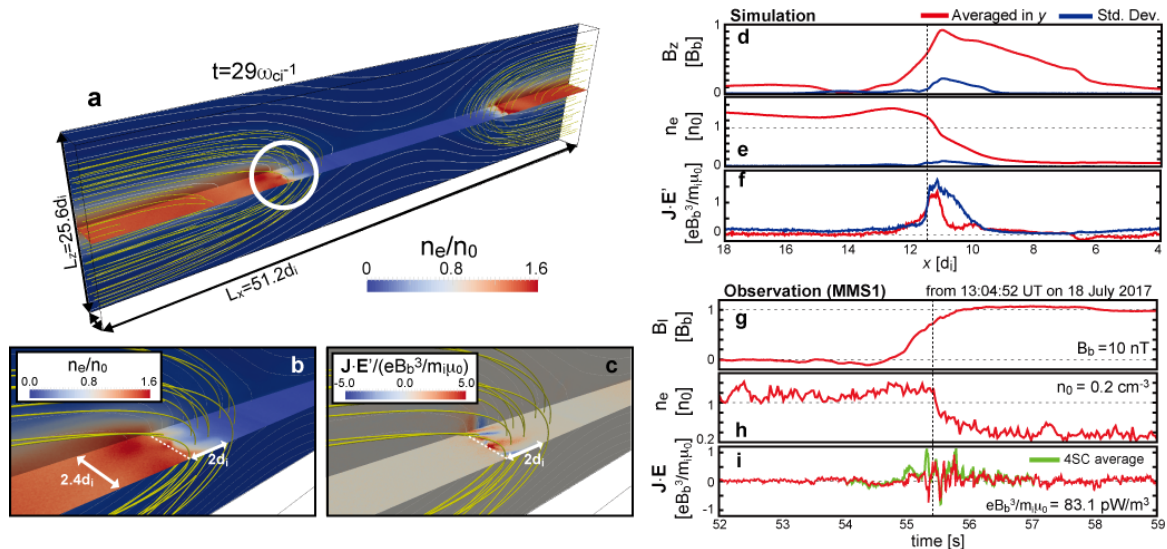 t=29ω_ci^-1
a
L_z=25.6d_i
L_x=51.2d_i
n_e/n_0
0 0.8 1.6
n_e/n_0
0.0 0.8 1.6
b
2d_i
2.4d_i
J·E'/(eB_b^3/m_iμ_0)
-5.0 0.0 5.0
c
2d_i
Simulation
Averaged in y
Std. Dev.
d
B_z
[B_b]
1
0
e
n_e
[n_0]
1
0
f
J·E'
[eB_b^3/m_iμ_0]
1
0
18 16 14 12 10 8 6 4
x [d_i]
Observation (MMS1)
from 13:04:52 UT on 18 July 2017
g
B_l
[B_b]
1
0
B_b =10 nT
h
n_e
[n_0]
1
0.2
n_0 = 0.2 cm^-3
i
J·E
[eB_b^3/m_iμ_0]
1
0
-1
4SC average
eB_b^3/m_iμ_0 = 83.1 pW/m^3
52 53 54 55 56 57 58 59
time [s]